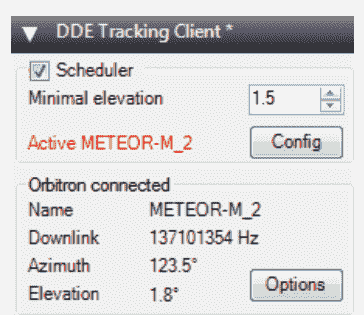 DDE Tracking Client *
Scheduler
Minimal elevation 1.5
Active METEOR-M_2 Config
Orbitron connected
Name METEOR-M_2
Downlink 137101354 Hz
Azimuth 123.5°
Elevation 1.8° Options